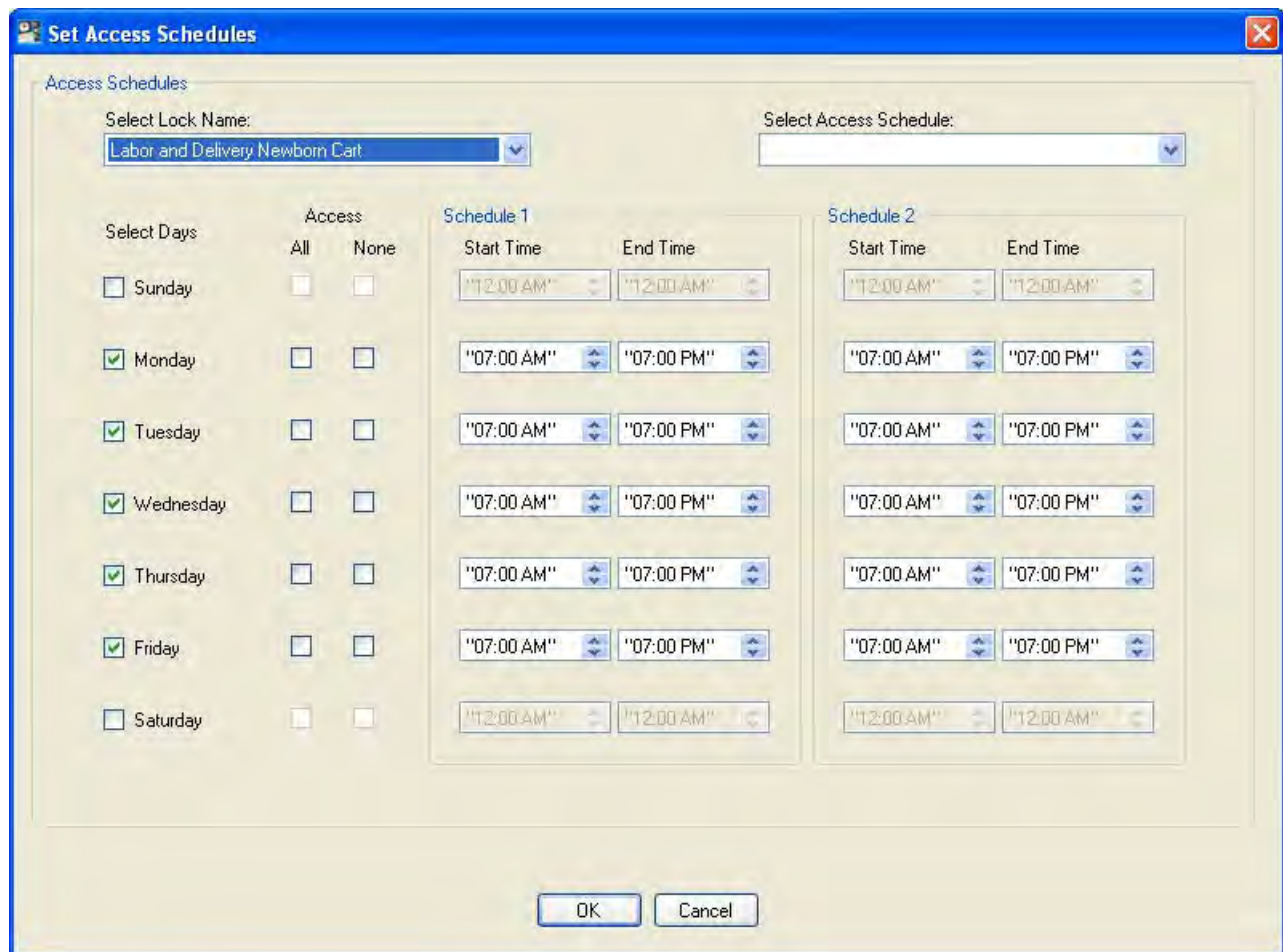 Set Access Schedules
Access Schedules
Select Lock Name: Select Access Schedule:
Labor and Delivery Newborn Cart
Select Days Access Schedule 1 Schedule 2
All None Start Time End Time Start Time End Time
Sunday "12:00 AM" "12:00 AM" "12:00 AM" "12:00 AM"
Monday "07:00 AM" "07:00 PM" "07:00 AM" "07:00 PM"
Tuesday "07:00 AM" "07:00 PM" "07:00 AM" "07:00 PM"
Wednesday "07:00 AM" "07:00 PM" "07:00 AM" "07:00 PM"
Thursday "07:00 AM" "07:00 PM" "07:00 AM" "07:00 PM"
Friday "07:00 AM" "07:00 PM" "07:00 AM" "07:00 PM"
Saturday "12:00 AM" "12:00 AM" "12:00 AM" "12:00 AM"
OK Cancel